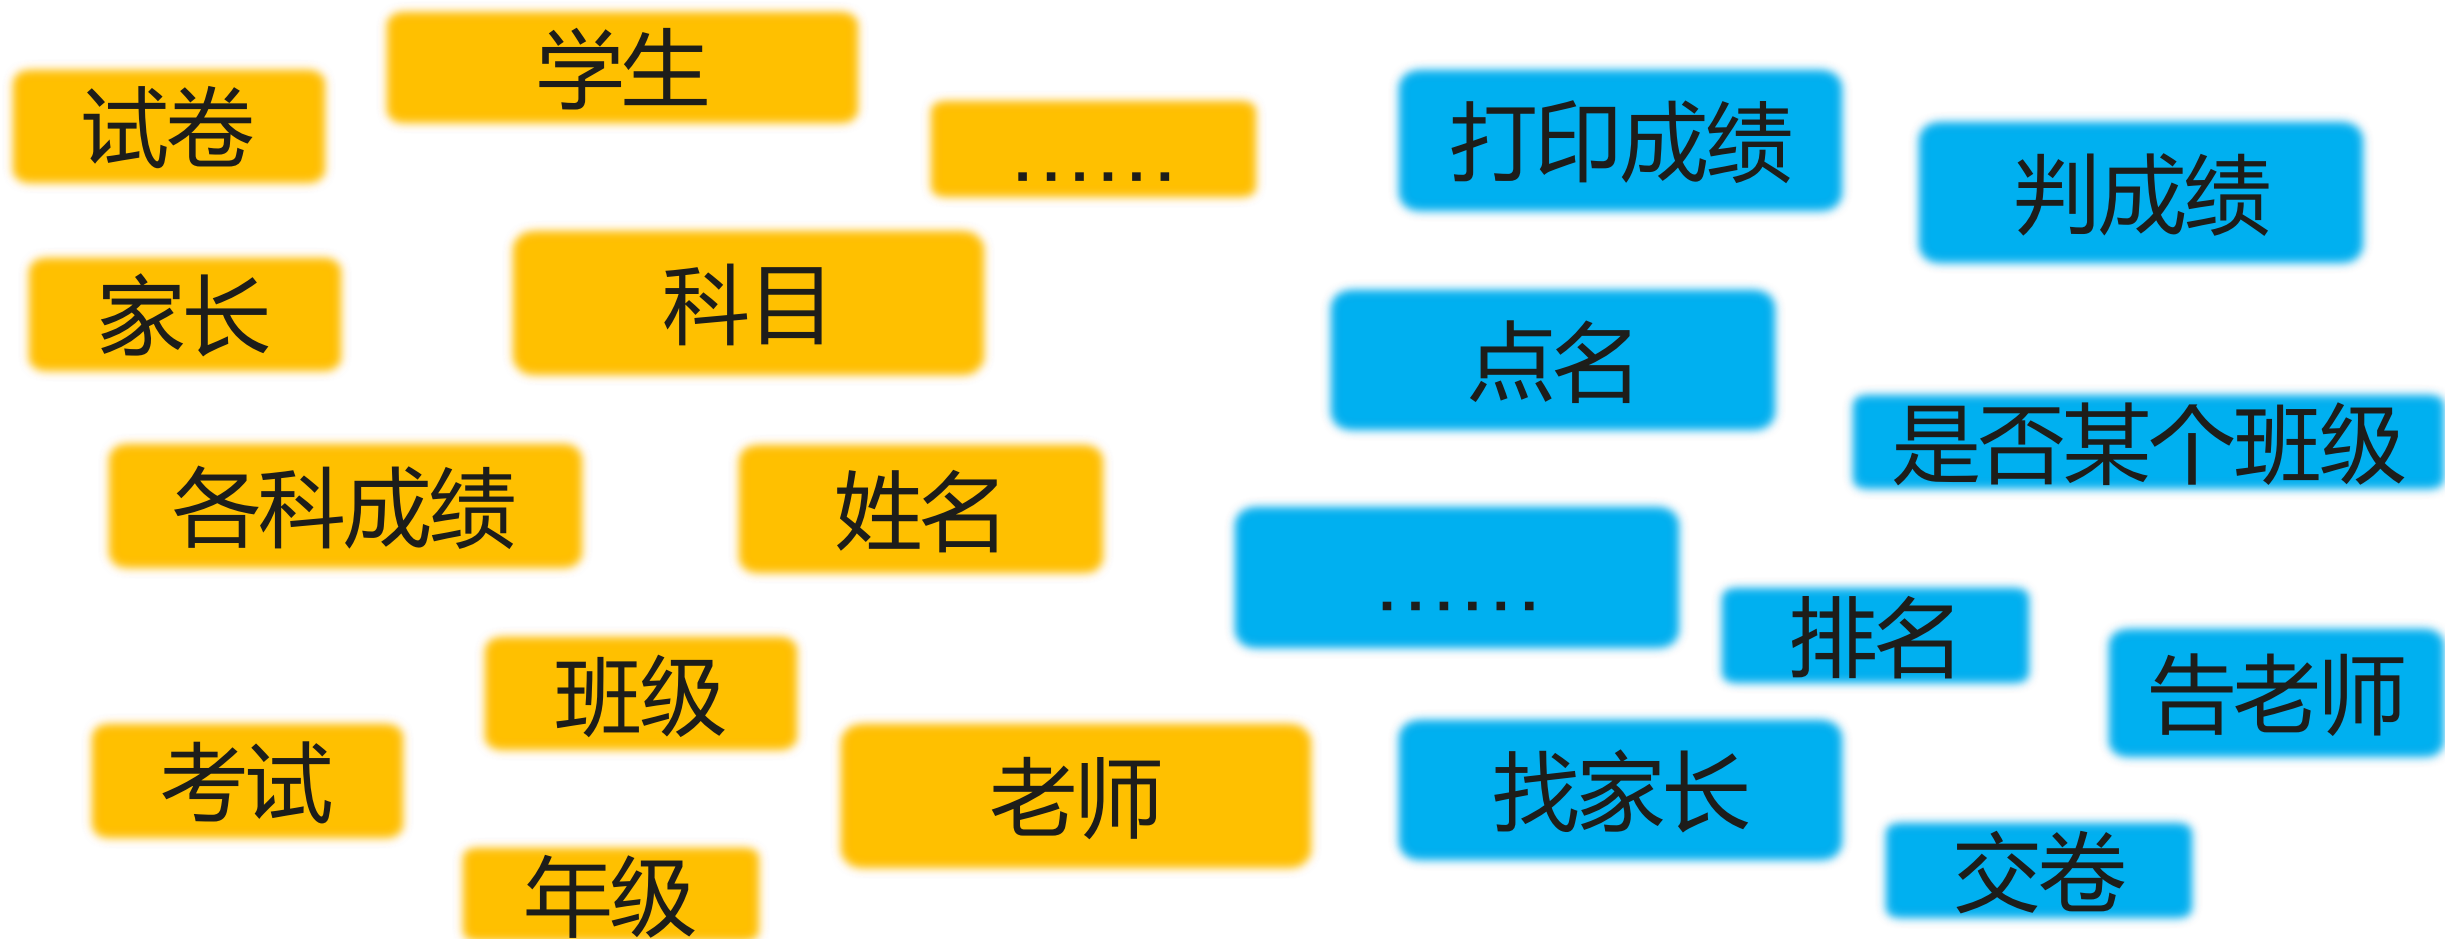 学生
试卷
……
家长
科目
各科成绩
姓名
班级
考试
老师
年级
打印成绩
判成绩
点名
是否某个班级
……
排名
告老师
找家长
交卷